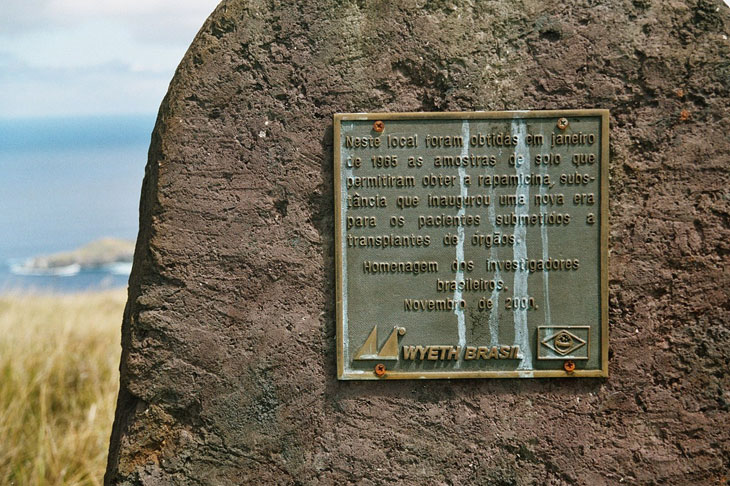 Neste local foram obtidas em janeiro
de 1965 as amostras de solo que
permitiram obter a rapamicina, subs-
tância que inaugurou uma nova era
para os pacientes submetidos a
transplantes de órgãos.
Homenagem dos investigadores
brasileiros.
Novembro de 2000.
WYETH BRASIL